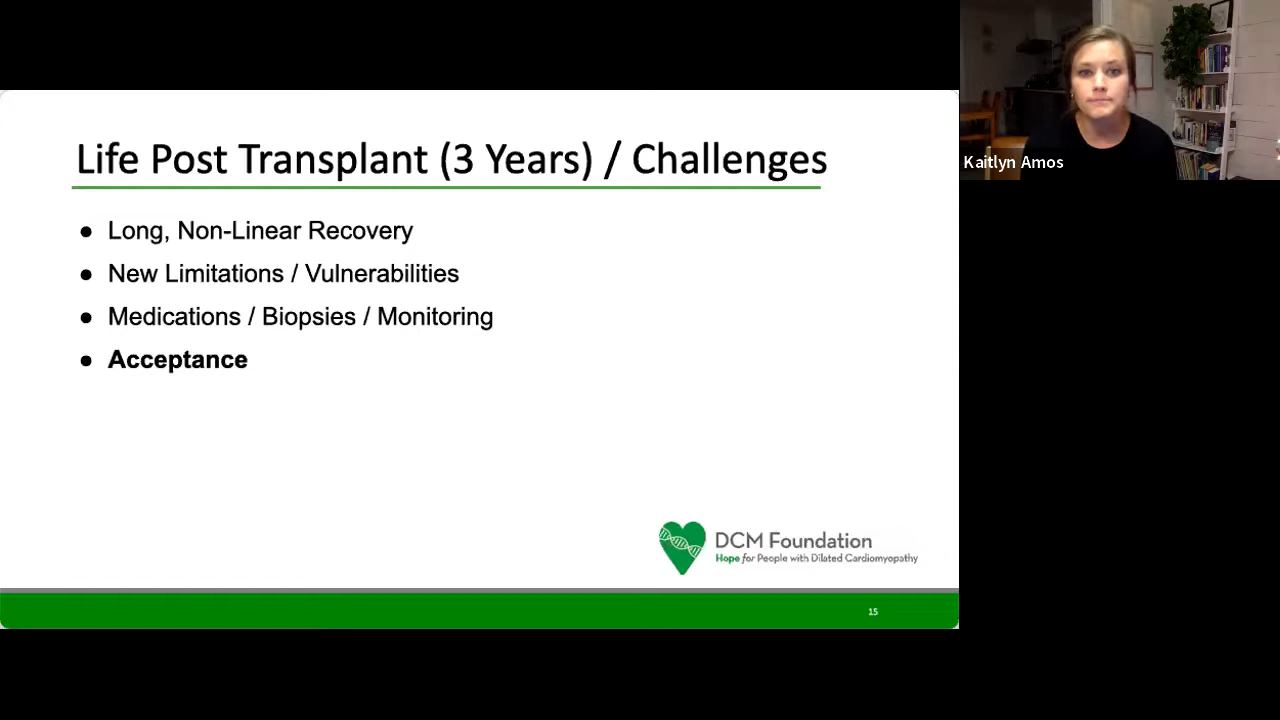 Life Post Transplant (3 Years) / Challenges
● Long, Non-Linear Recovery
● New Limitations / Vulnerabilities
● Medications / Biopsies / Monitoring
● Acceptance
DCM Foundation
Hope for People with Dilated Cardiomyopathy
15
Kaitlyn Amos